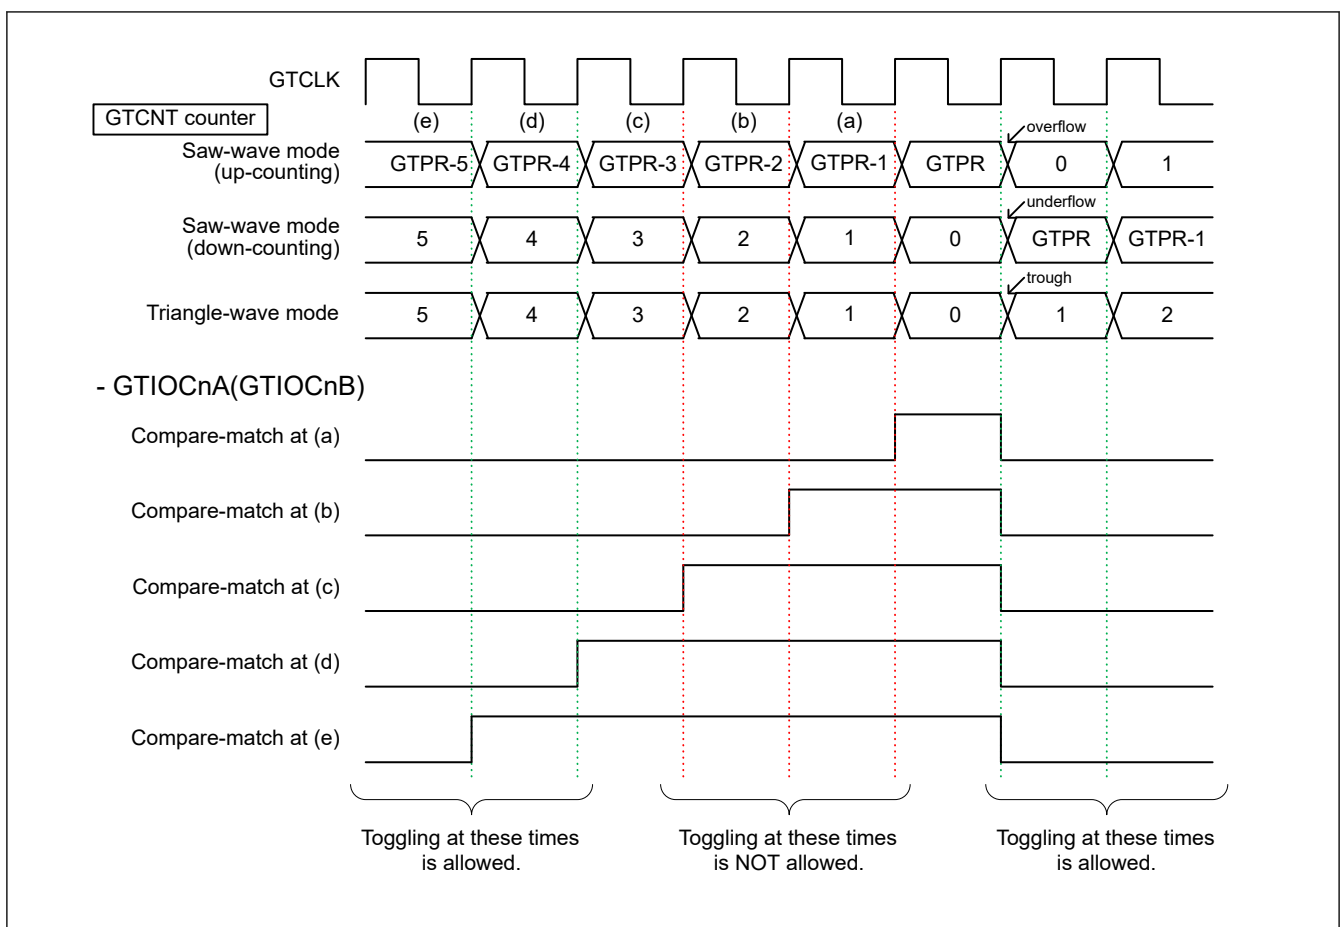 GTCLK
GTCNT counter
(e) (d) (c) (b) (a)
overflow
Saw-wave mode
(up-counting)
GTPR-5 GTPR-4 GTPR-3 GTPR-2 GTPR-1 GTPR 0 1
underflow
Saw-wave mode
(down-counting)
5 4 3 2 1 0 GTPR GTPR-1
trough
Triangle-wave mode
5 4 3 2 1 0 1 2
- GTIOCnA(GTIOCnB)
Compare-match at (a)
Compare-match at (b)
Compare-match at (c)
Compare-match at (d)
Compare-match at (e)
Toggling at these times
is allowed.
Toggling at these times
is NOT allowed.
Toggling at these times
is allowed.